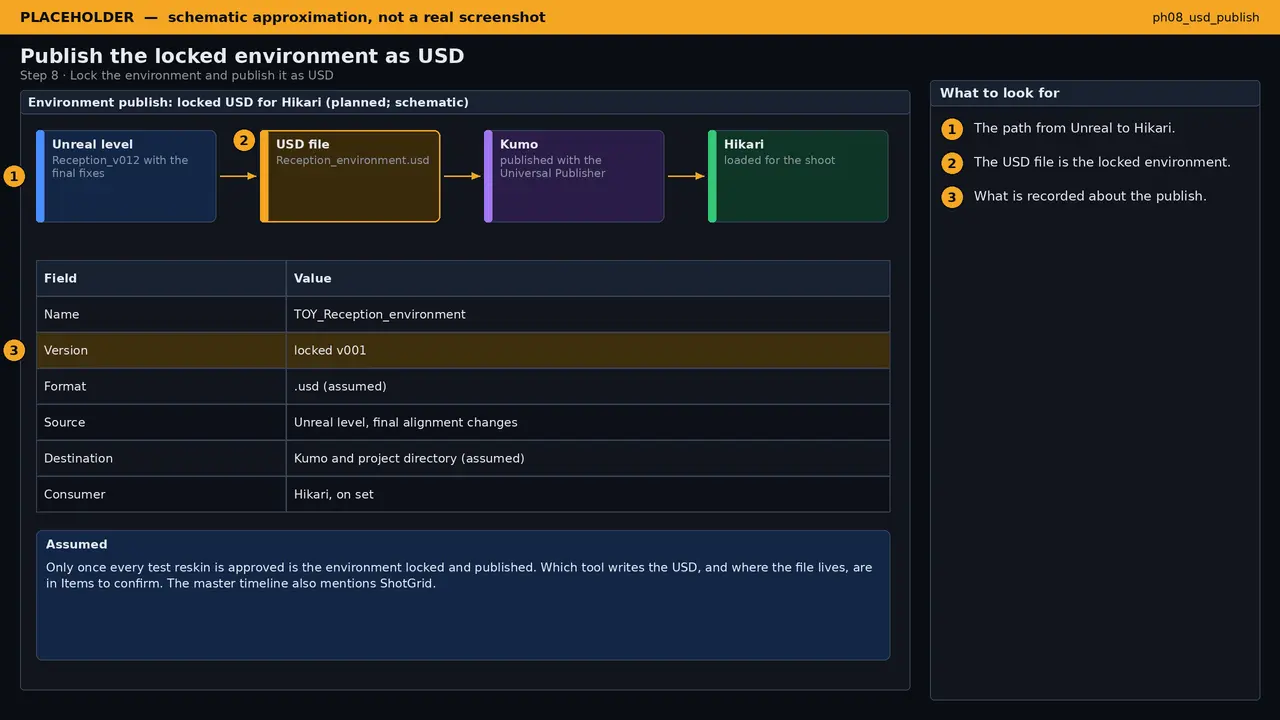 PLACEHOLDER — schematic approximation, not a real screenshot
ph08_usd_publish
Publish the locked environment as USD
Step 8 · Lock the environment and publish it as USD
Environment publish: locked USD for Hikari (planned; schematic)
1
Unreal level
Reception_v012 with the
final fixes
2
USD file
Reception_environment.usd
Kumo
published with the
Universal Publisher
Hikari
loaded for the shoot
Field Value
Name TOY_Reception_environment
3
Version locked v001
Format .usd (assumed)
Source Unreal level, final alignment changes
Destination Kumo and project directory (assumed)
Consumer Hikari, on set
Assumed
Only once every test reskin is approved is the environment locked and published. Which tool writes the USD, and where the file lives, are
in Items to confirm. The master timeline also mentions ShotGrid.
What to look for
1 The path from Unreal to Hikari.
2 The USD file is the locked environment.
3 What is recorded about the publish.